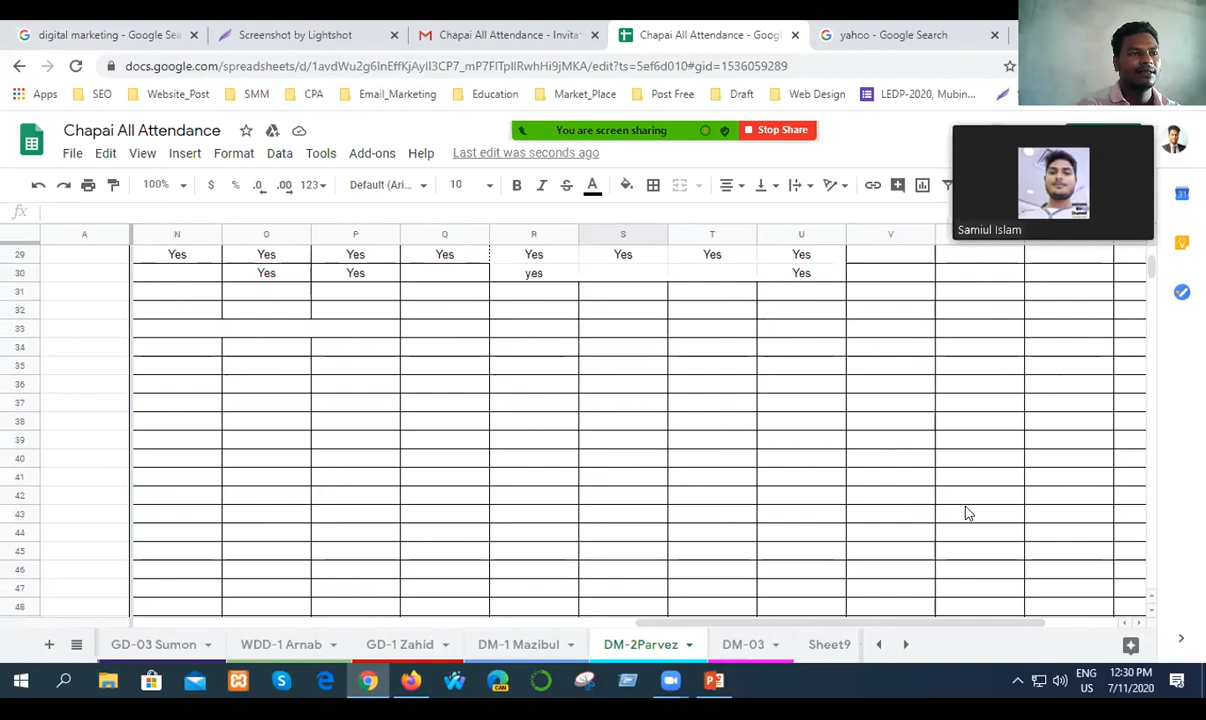 digital marketing - Google Sea
Screenshot by Lightshot
Chapai All Attendance - Invitat
Chapai All Attendance - Googl
yahoo - Google Search
docs.google.com/spreadsheets/d/1avdWu2g6InEffKjAyII3CP7_mP7FITplIRwhHi9jMKA/edit?ts=5ef6d010#gid=1536059289
Apps SEO Website_Post SMM CPA Email_Marketing Education Market_Place Post Free Draft Web Design LEDP-2020, Mubin...
Chapai All Attendance
You are screen sharing
Stop Share
File Edit View Insert Format Data Tools Add-ons Help Last edit was seconds ago
100% $ % .0 .00 123 Default (Ari... 10 B I S A
Samiul Islam
fx
A N O P Q R S T U V
29 Yes Yes Yes Yes Yes Yes Yes Yes
30 Yes Yes yes Yes
31
32
33
34
35
36
37
38
39
40
41
42
43
44
45
46
47
48
GD-03 Sumon WDD-1 Arnab GD-1 Zahid DM-1 Mazibul DM-2Parvez DM-03 Sheet9
ENG 12:30 PM
US 7/11/2020